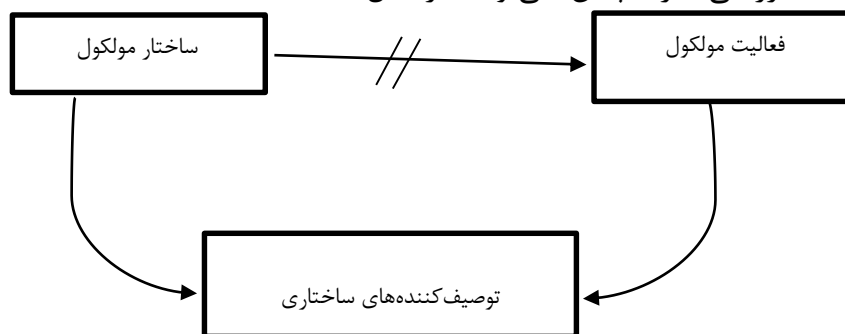 ساختار مولکول
فعالیت مولکول
توصیف‌کننده‌های ساختاری